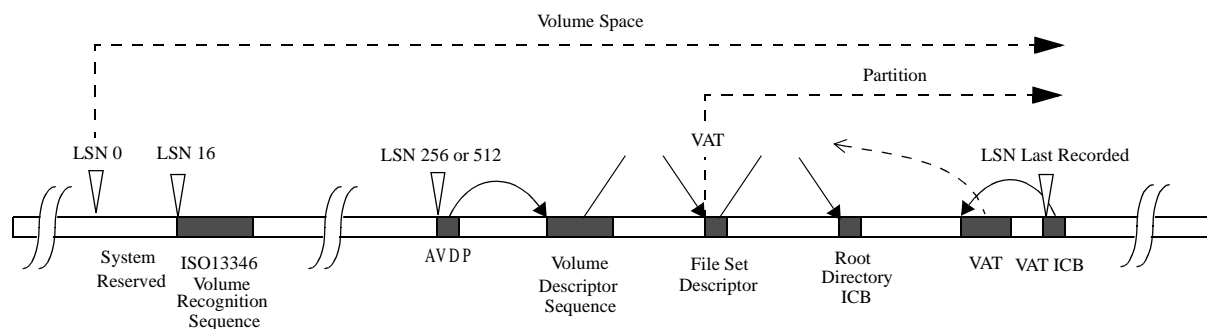 Volume Space
Partition
VAT
LSN 0
LSN 16
LSN 256 or 512
LSN Last Recorded
System
Reserved
ISO13346
Volume
Recognition
Sequence
AVDP
Volume
Descriptor
Sequence
File Set
Descriptor
Root
Directory
ICB
VAT
VAT ICB